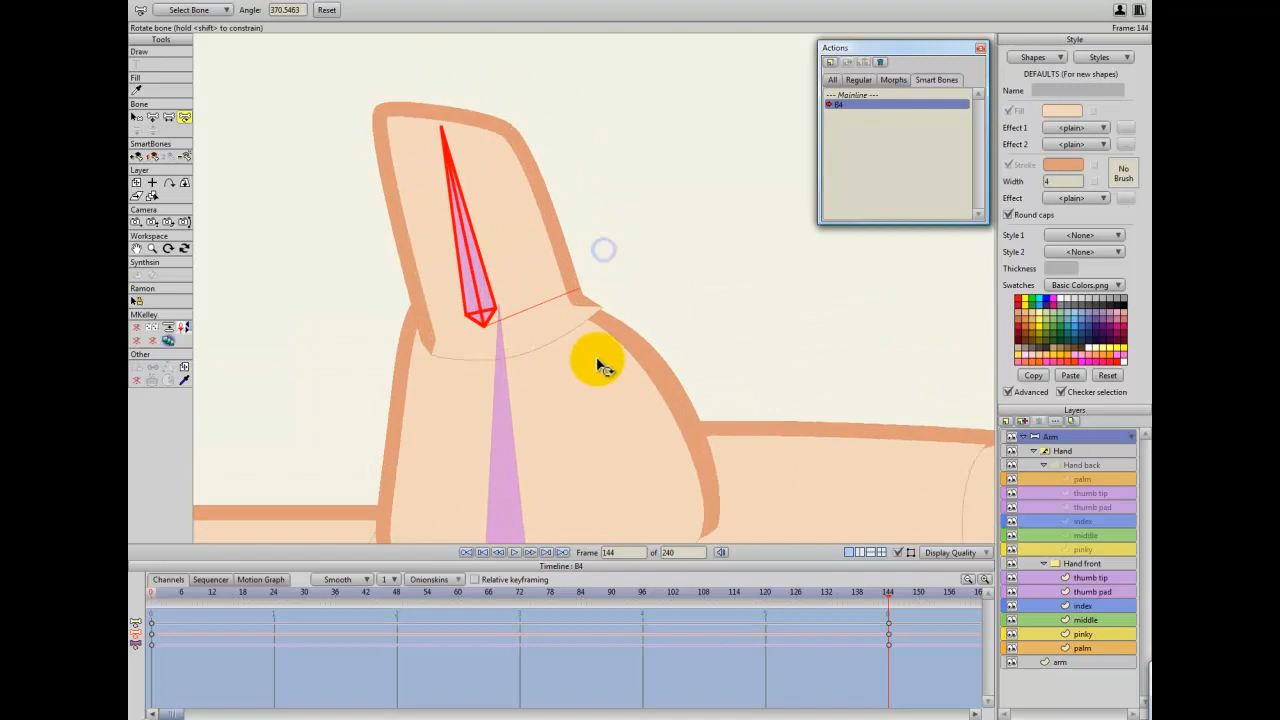 Select Bone
Angle: 370.5463
Reset
Rotate bone (hold <shift> to constrain)
Frame: 144
Tools
Draw
Fill
Bone
SmartBones
Layer
Camera
Workspace
Synthsin
Ramon
MKelley
Other
Actions
All
Regular
Morphs
Smart Bones
--- Mainline ---
B4
Style
Shapes
Styles
DEFAULTS (For new shapes)
Name
Fill
Effect 1
<plain>
Effect 2
<plain>
Stroke
Width
4
No
Brush
Effect
<plain>
Round caps
Style 1
<None>
Style 2
<None>
Thickness
Swatches
Basic Colors.png
Copy
Paste
Reset
Advanced
Checker selection
Layers
Arm
Hand
Hand back
palm
thumb tip
thumb pad
index
middle
pinky
Hand front
thumb tip
thumb pad
index
middle
pinky
palm
arm
Frame
144
of
240
Display Quality
Timeline : B4
Channels
Sequencer
Motion Graph
Smooth
1
Onionskins
Relative keyframing
0 6 12 18 24 30 36 42 48 54 60 66 72 78 84 90 96 102 108 114 120 126 132 138 144 150 156
0 1 2 3 4 5 6